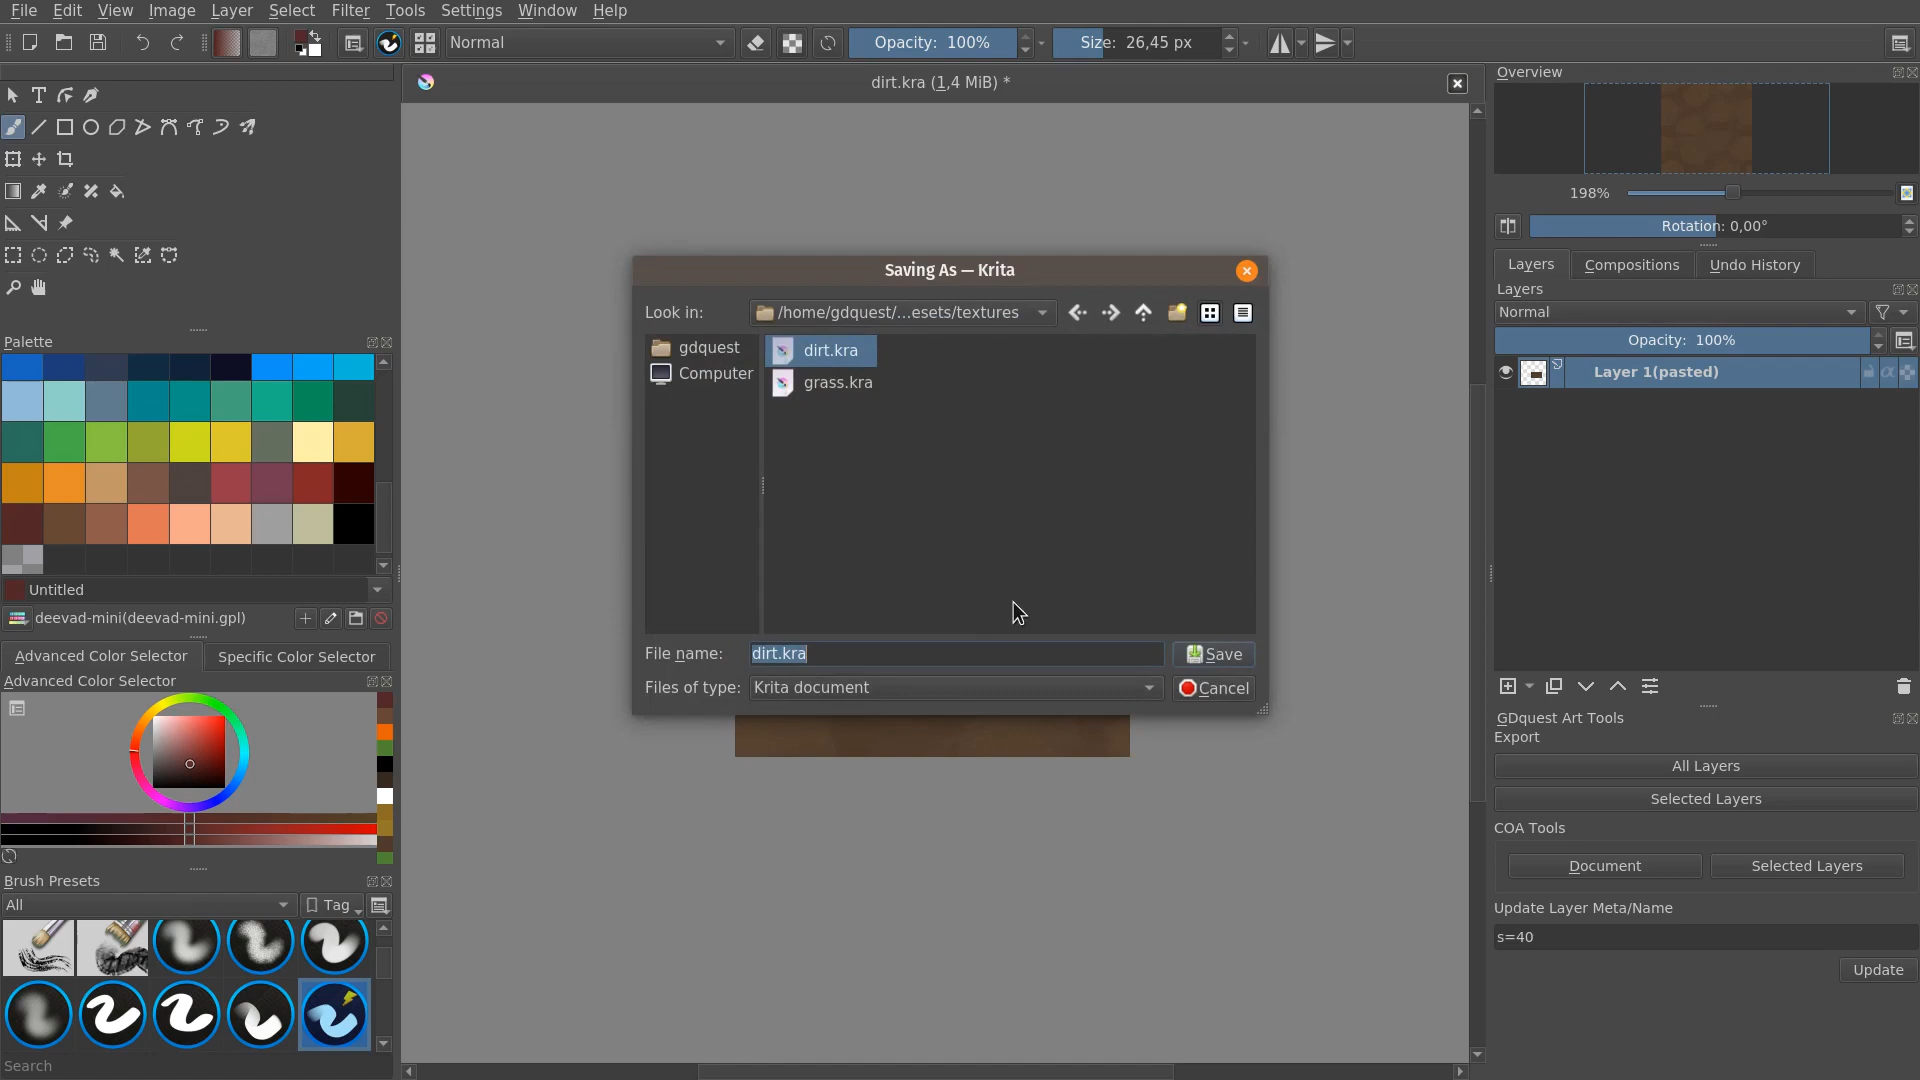 File Edit View Image Layer Select Filter Tools Settings Window Help
Normal Opacity: 100% Size: 26,45 px
dirt.kra (1,4 MiB) *
Overview
198%
Rotation: 0,00°
Layers Compositions Undo History
Layers
Normal
Opacity: 100%
Layer 1(pasted)
Saving As — Krita
Look in: /home/gdquest/...esets/textures
gdquest
Computer
dirt.kra
grass.kra
File name: dirt.kra Save
Files of type: Krita document Cancel
Palette
Untitled
deevad-mini(deevad-mini.gpl)
Advanced Color Selector Specific Color Selector
Advanced Color Selector
Brush Presets
All Tag
Search
GDquest Art Tools
Export
All Layers
Selected Layers
COA Tools
Document Selected Layers
Update Layer Meta/Name
s=40
Update